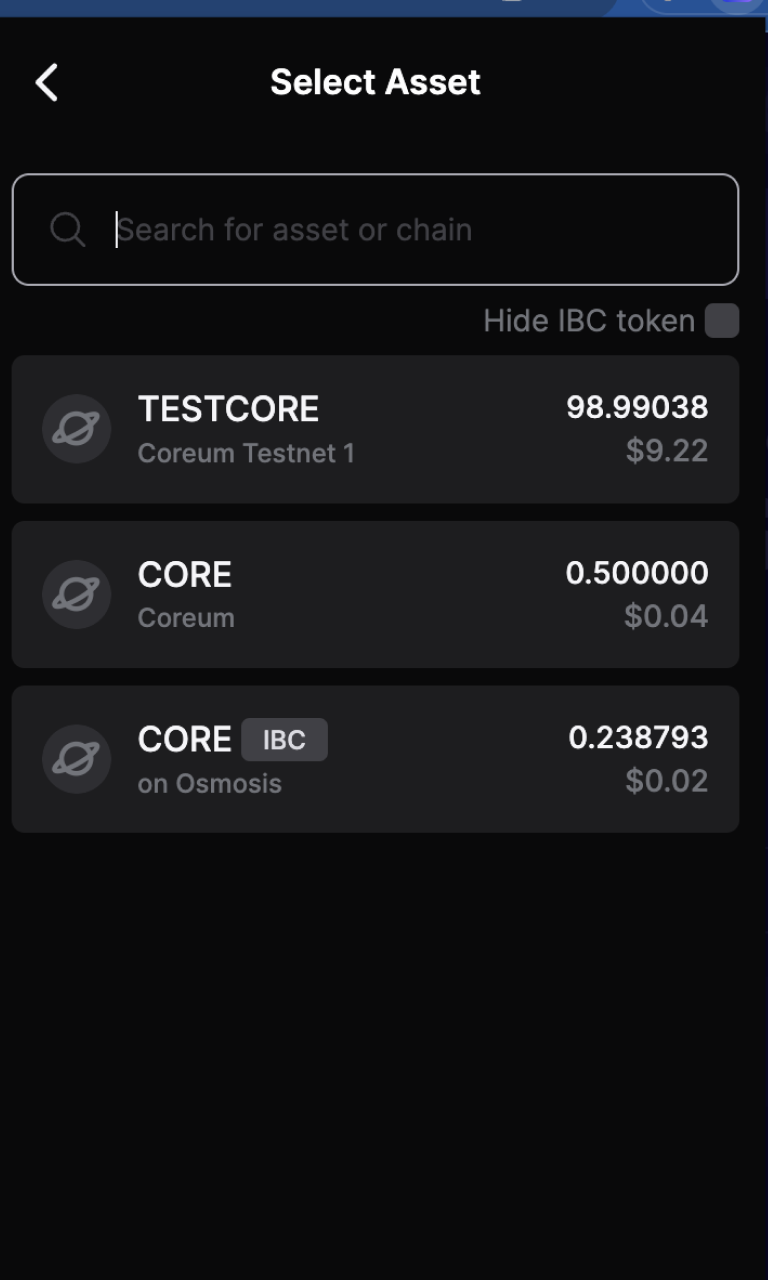 Select Asset
Search for asset or chain
Hide IBC token
TESTCORE 98.99038
Coreum Testnet 1 $9.22
CORE 0.500000
Coreum $0.04
CORE IBC 0.238793
on Osmosis $0.02